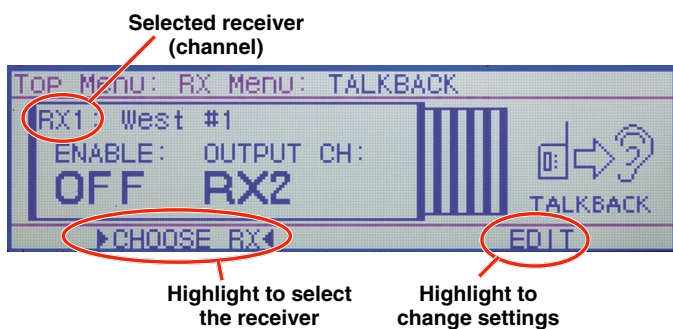 Selected receiver
(channel)
Top Menu: RX Menu: TALKBACK
RX1: West #1
ENABLE: OUTPUT CH:
OFF RX2
TALKBACK
▶CHOOSE RX◀ EDIT
Highlight to select
the receiver
Highlight to
change settings